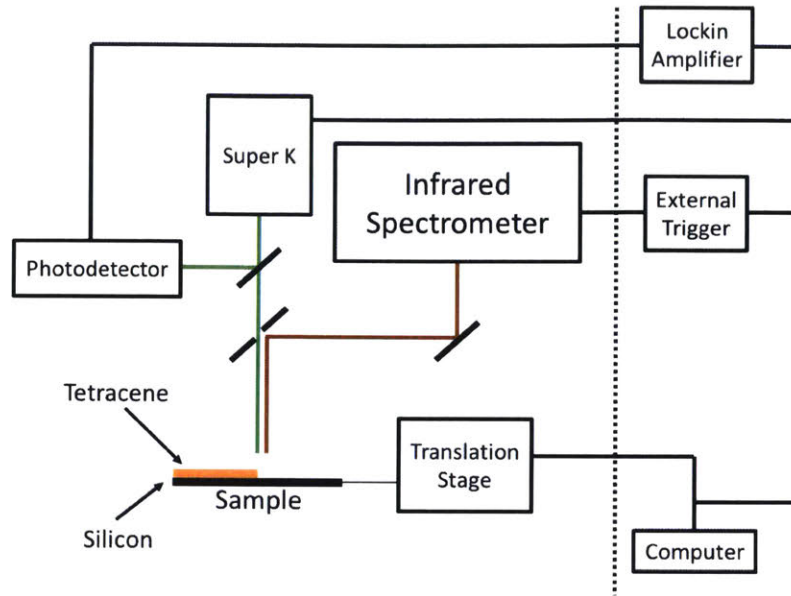 Lockin
Amplifier
Super K
Infrared
Spectrometer
External
Trigger
Photodetector
Tetracene
Translation
Stage
Sample
Silicon
Computer